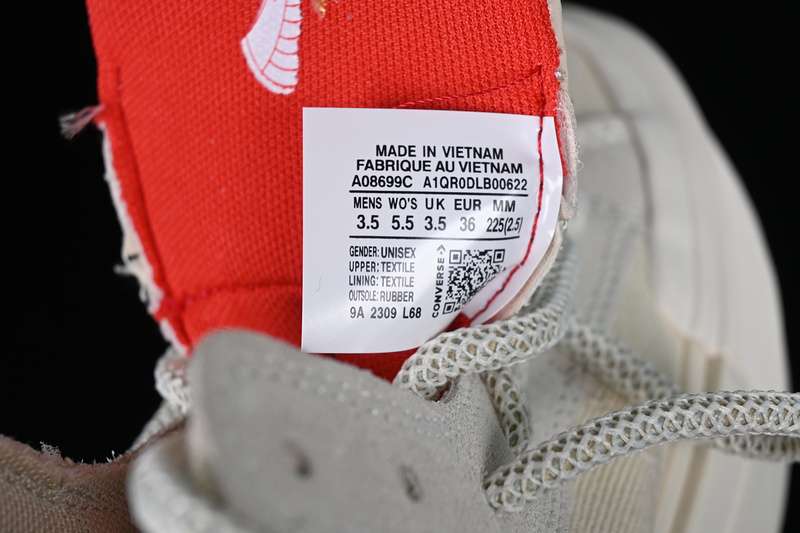 MADE IN VIETNAM
FABRIQUE AU VIETNAM
A08699C A1QR0DLB00622
MENS WO'S UK EUR MM
3.5 5.5 3.5 36 225(2.5)
GENDER: UNISEX
UPPER: TEXTILE
LINING: TEXTILE
OUTSOLE: RUBBER
9A 2309 L68
CONVERSE